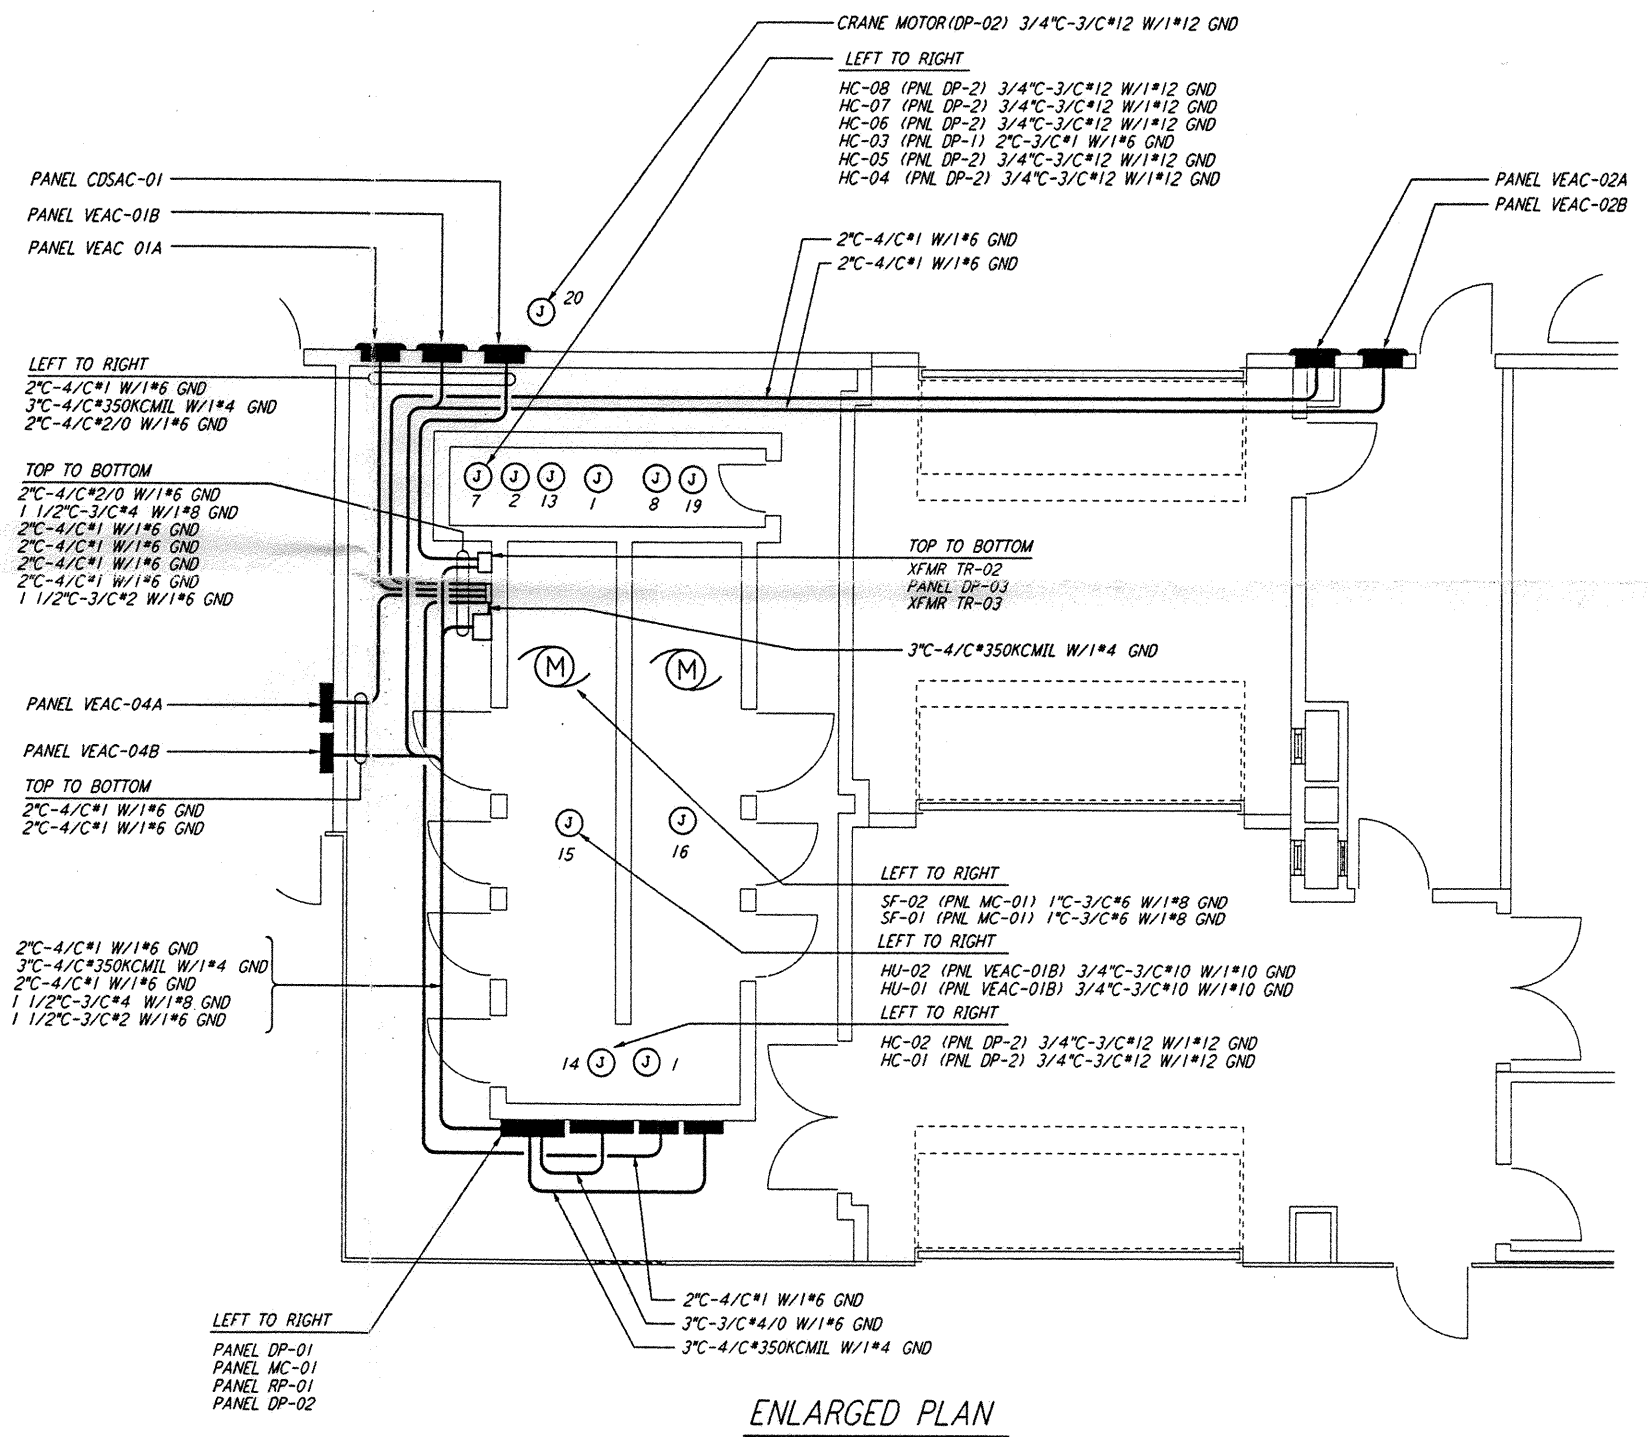 CRANE MOTOR(DP-02) 3/4"C-3/C#12 W/1#12 GND
LEFT TO RIGHT
HC-08 (PNL DP-2) 3/4"C-3/C#12 W/1#12 GND
HC-07 (PNL DP-2) 3/4"C-3/C#12 W/1#12 GND
HC-06 (PNL DP-2) 3/4"C-3/C#12 W/1#12 GND
HC-03 (PNL DP-1) 2"C-3/C#1 W/1#6 GND
HC-05 (PNL DP-2) 3/4"C-3/C#12 W/1#12 GND
HC-04 (PNL DP-2) 3/4"C-3/C#12 W/1#12 GND
PANEL CDSAC-01
PANEL VEAC-01B
PANEL VEAC 01A
PANEL VEAC-02A
PANEL VEAC-02B
2"C-4/C#1 W/1#6 GND
2"C-4/C#1 W/1#6 GND
J 20
LEFT TO RIGHT
2"C-4/C#1 W/1#6 GND
3"C-4/C#350KCMIL W/1#4 GND
2"C-4/C#2/0 W/1#6 GND
TOP TO BOTTOM
2"C-4/C#2/0 W/1#6 GND
1 1/2"C-3/C#4 W/1#8 GND
2"C-4/C#1 W/1#6 GND
2"C-4/C#1 W/1#6 GND
2"C-4/C#1 W/1#6 GND
2"C-4/C#1 W/1#6 GND
1 1/2"C-3/C#2 W/1#6 GND
J J J J J J
7 2 13 1 8 19
TOP TO BOTTOM
XFMR TR-02
PANEL DP-03
XFMR TR-03
3"C-4/C#350KCMIL W/1#4 GND
M M
PANEL VEAC-04A
PANEL VEAC-04B
TOP TO BOTTOM
2"C-4/C#1 W/1#6 GND
2"C-4/C#1 W/1#6 GND
J J
15 16
LEFT TO RIGHT
SF-02 (PNL MC-01) 1"C-3/C#6 W/1#8 GND
SF-01 (PNL MC-01) 1"C-3/C#6 W/1#8 GND
LEFT TO RIGHT
HU-02 (PNL VEAC-01B) 3/4"C-3/C#10 W/1#10 GND
HU-01 (PNL VEAC-01B) 3/4"C-3/C#10 W/1#10 GND
LEFT TO RIGHT
HC-02 (PNL DP-2) 3/4"C-3/C#12 W/1#12 GND
HC-01 (PNL DP-2) 3/4"C-3/C#12 W/1#12 GND
2"C-4/C#1 W/1#6 GND
3"C-4/C#350KCMIL W/1#4 GND
2"C-4/C#1 W/1#6 GND
1 1/2"C-3/C#4 W/1#8 GND
1 1/2"C-3/C#2 W/1#6 GND
14 J J 1
2"C-4/C#1 W/1#6 GND
3"C-3/C#4/0 W/1#6 GND
3"C-4/C#350KCMIL W/1#4 GND
LEFT TO RIGHT
PANEL DP-01
PANEL MC-01
PANEL RP-01
PANEL DP-02
ENLARGED PLAN